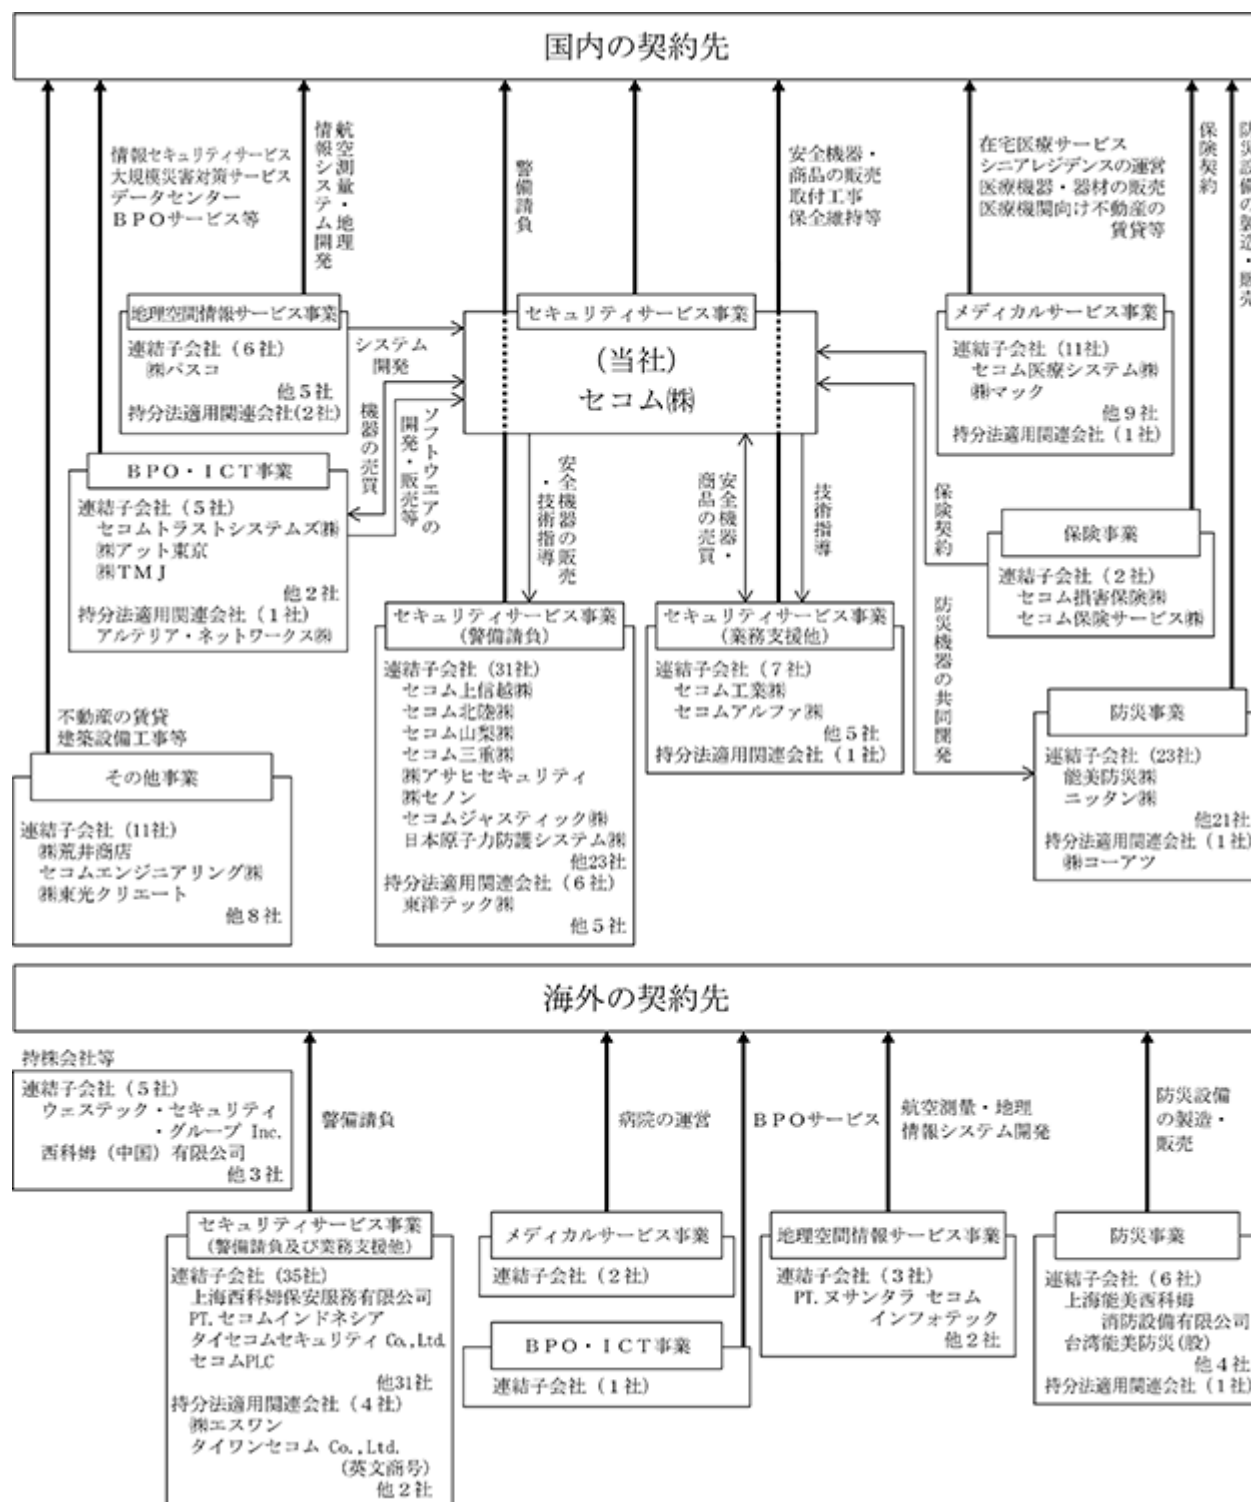 国内の契約先
情報セキュリティサービス
大規模災害対策サービス
データセンター
ＢＰＯサービス等
航空測量・地理
情報システム開発
警備請負
安全機器・
商品の販売
取付工事
保全維持等
在宅医療サービス
シニアレジデンスの運営
医療機器・器材の販売
医療機関向け不動産の
賃貸等
保険契約
防災設備の製造・販売
地理空間情報サービス事業
連結子会社（６社）
㈱パスコ
他５社
持分法適用関連会社(２社)
システム
開発
セキュリティサービス事業
(当社)
セコム㈱
メディカルサービス事業
連結子会社（11社）
セコム医療システム㈱
㈱マック
他９社
持分法適用関連会社（１社）
ＢＰＯ・ＩＣＴ事業
連結子会社（５社）
セコムトラストシステムズ㈱
㈱アット東京
㈱ＴＭＪ
他２社
持分法適用関連会社（１社）
アルテリア・ネットワークス㈱
機器の売買
ソフトウエアの
開発・販売等
安全機器の販売
・技術指導
安全機器・
商品の売買
技術指導
保険契約
防災機器の共同開発
保険事業
連結子会社（２社）
セコム損害保険㈱
セコム保険サービス㈱
セキュリティサービス事業
(警備請負)
連結子会社（31社）
セコム上信越㈱
セコム北陸㈱
セコム山梨㈱
セコム三重㈱
㈱アサヒセキュリティ
㈱セノン
セコムジャスティック㈱
日本原子力防護システム㈱
他23社
持分法適用関連会社（６社）
東洋テック㈱
他５社
セキュリティサービス事業
(業務支援他)
連結子会社（７社）
セコム工業㈱
セコムアルファ㈱
他５社
持分法適用関連会社（１社）
防災事業
連結子会社（23社）
能美防災㈱
ニッタン㈱
他21社
持分法適用関連会社（１社）
㈱コーアツ
不動産の賃貸
建築設備工事等
その他事業
連結子会社（11社）
㈱荒井商店
セコムエンジニアリング㈱
㈱東光クリエート
他８社
海外の契約先
持株会社等
連結子会社（５社）
ウェステック・セキュリティ
・グループ Inc.
西科姆（中国）有限公司
他３社
警備請負
病院の運営
ＢＰＯサービス
航空測量・地理
情報システム開発
防災設備
の製造・
販売
セキュリティサービス事業
(警備請負及び業務支援他)
連結子会社（35社）
上海西科姆保安服務有限公司
PT.セコムインドネシア
タイセコムセキュリティ Co.,Ltd.
セコムPLC
他31社
持分法適用関連会社（４社）
㈱エスワン
タイワンセコム Co.,Ltd.
(英文商号)
他２社
メディカルサービス事業
連結子会社（２社）
ＢＰＯ・ＩＣＴ事業
連結子会社（１社）
地理空間情報サービス事業
連結子会社（３社）
PT.ヌサンタラ セコム
インフォテック
他２社
防災事業
連結子会社（６社）
上海能美西科姆
消防設備有限公司
台湾能美防災(股)
他４社
持分法適用関連会社（１社）